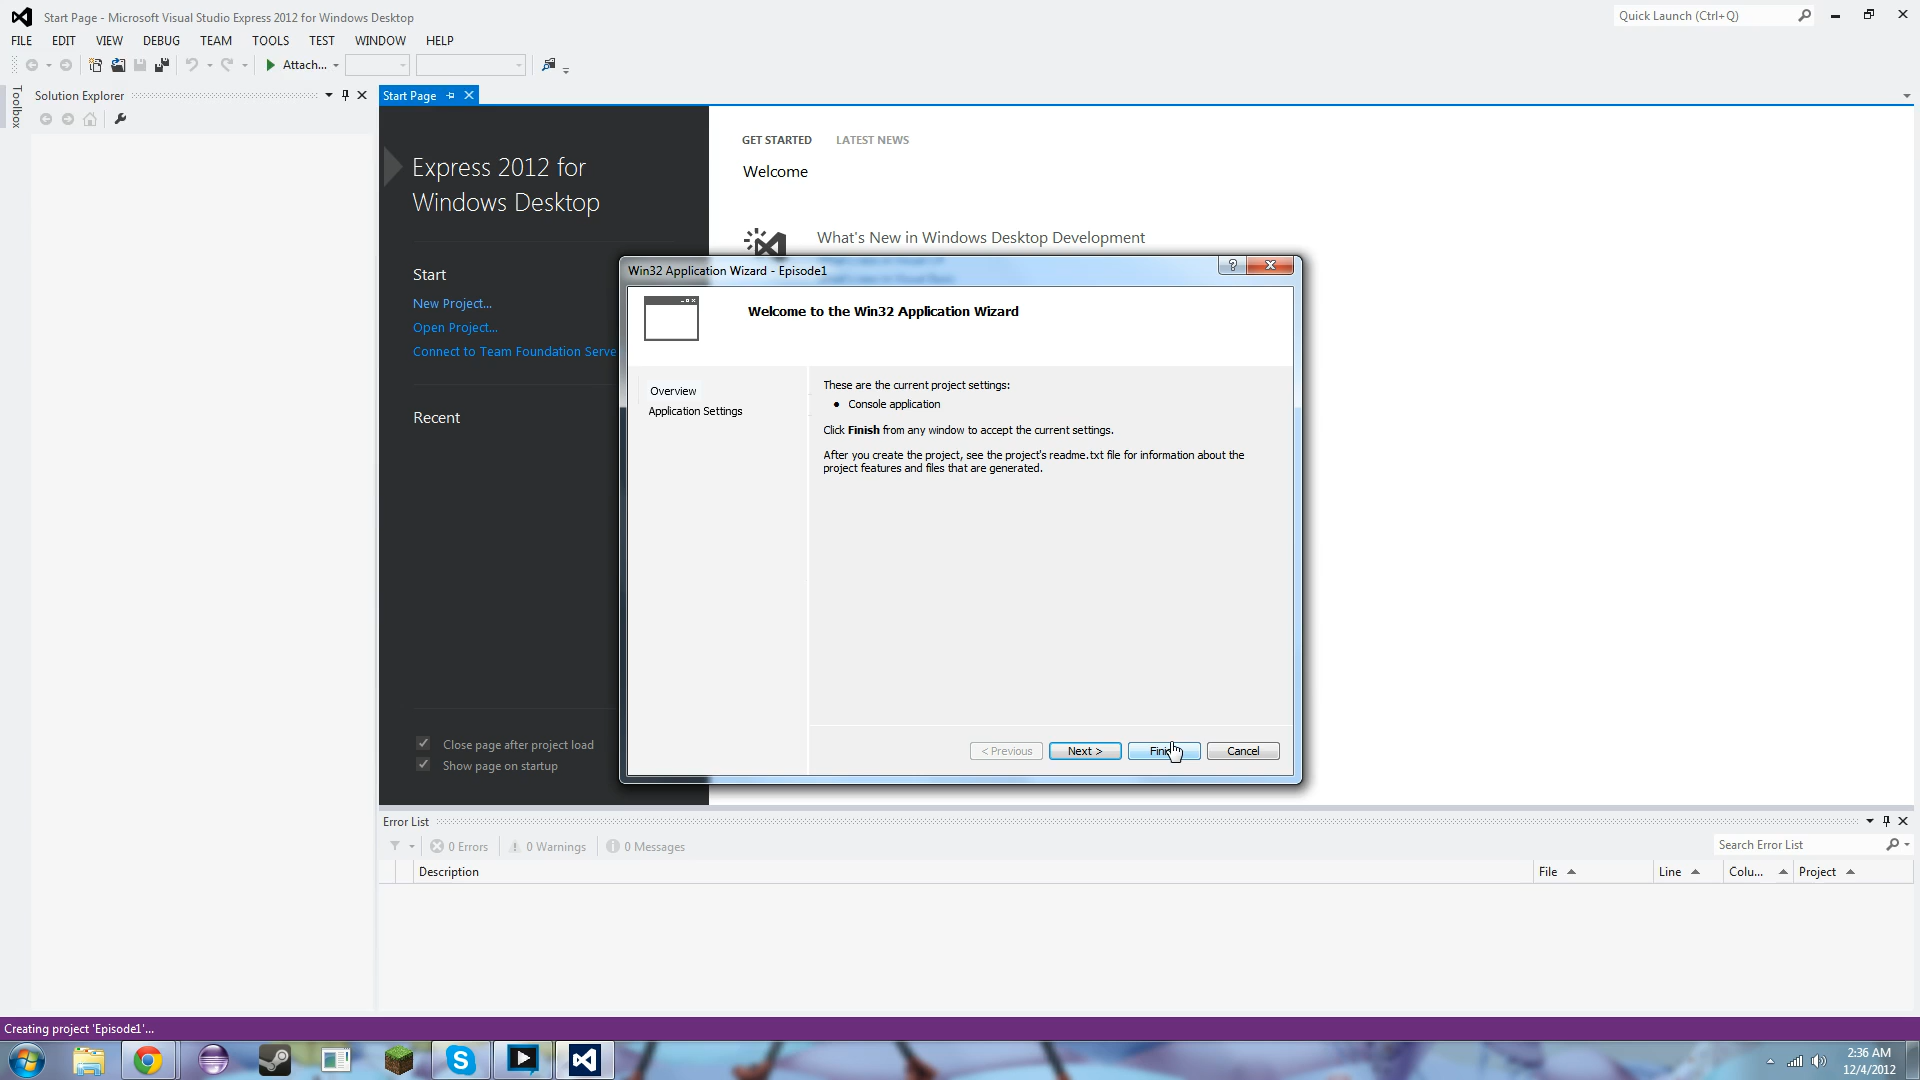 Start Page - Microsoft Visual Studio Express 2012 for Windows Desktop
Quick Launch (Ctrl+Q)
FILE EDIT VIEW DEBUG TEAM TOOLS TEST WINDOW HELP
Attach...
Toolbox
Solution Explorer
Start Page
Express 2012 for
Windows Desktop
Start
New Project...
Open Project...
Connect to Team Foundation Serve
Recent
Close page after project load
Show page on startup
GET STARTED LATEST NEWS
Welcome
What's New in Windows Desktop Development
Win32 Application Wizard - Episode1
Welcome to the Win32 Application Wizard
Overview
Application Settings
These are the current project settings:
Console application
Click Finish from any window to accept the current settings.
After you create the project, see the project's readme.txt file for information about the
project features and files that are generated.
< Previous Next > Cancel
Error List
0 Errors 0 Warnings 0 Messages
Search Error List
Description File Line Colu... Project
Creating project 'Episode1'...
2:36 AM
12/4/2012